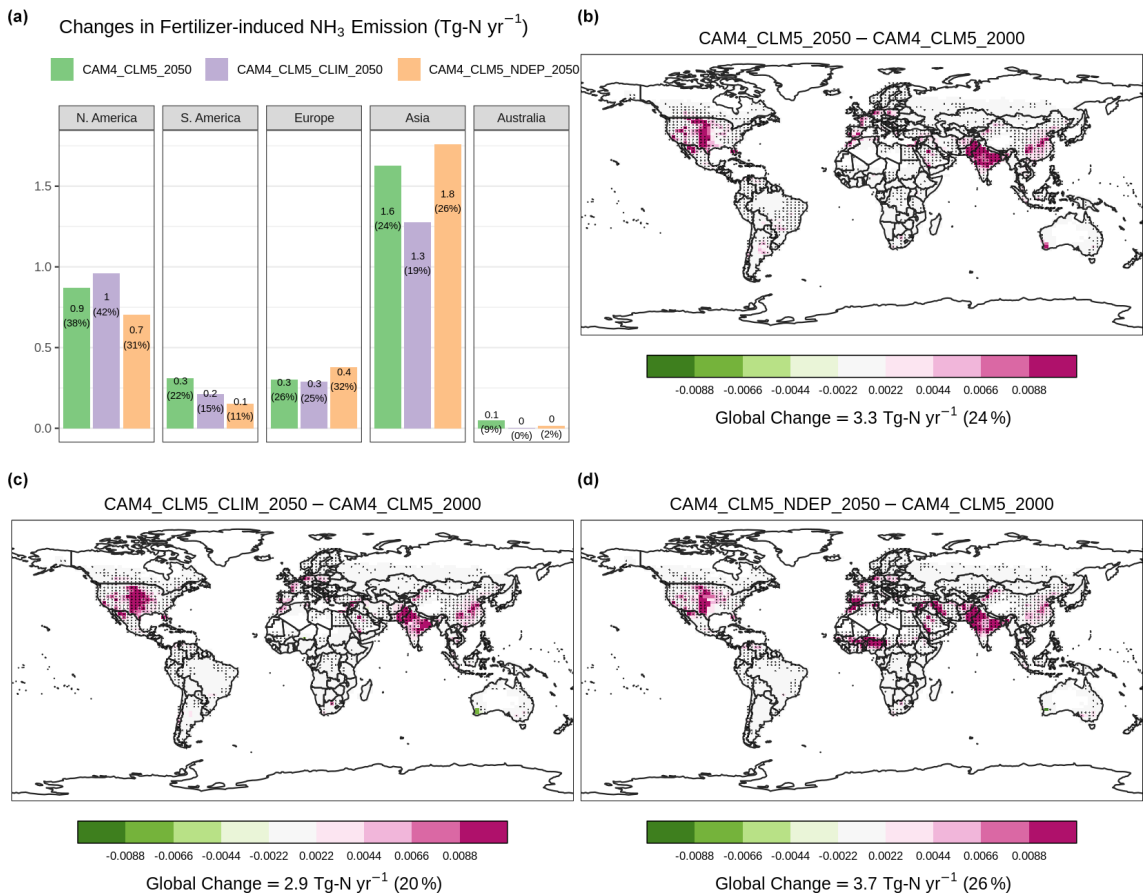 (a)
Changes in Fertilizer-induced NH₃ Emission (Tg-N yr⁻¹)
CAM4_CLM5_2050 CAM4_CLM5_CLIM_2050 CAM4_CLM5_NDEP_2050
N. America S. America Europe Asia Australia
1.5
1.0
0.5
0.0
0.9
(38%)
1
(42%)
0.7
(31%)
0.3
(22%)
0.2
(15%)
0.1
(11%)
0.3
(26%)
0.3
(25%)
0.4
(32%)
1.6
(24%)
1.3
(19%)
1.8
(26%)
0.1
(9%)
0
(0%)
0
(2%)
(b)
CAM4_CLM5_2050 − CAM4_CLM5_2000
-0.0088 -0.0066 -0.0044 -0.0022 0.0022 0.0044 0.0066 0.0088
Global Change = 3.3 Tg-N yr⁻¹ (24 %)
(c)
CAM4_CLM5_CLIM_2050 − CAM4_CLM5_2000
-0.0088 -0.0066 -0.0044 -0.0022 0.0022 0.0044 0.0066 0.0088
Global Change = 2.9 Tg-N yr⁻¹ (20 %)
(d)
CAM4_CLM5_NDEP_2050 − CAM4_CLM5_2000
-0.0088 -0.0066 -0.0044 -0.0022 0.0022 0.0044 0.0066 0.0088
Global Change = 3.7 Tg-N yr⁻¹ (26 %)